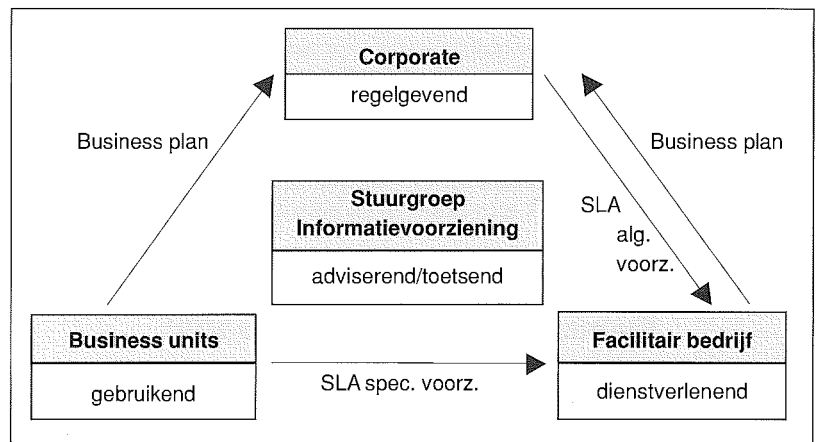 Corporate
regelgevend
Business plan
Business plan
Stuurgroep
Informatievoorziening
adviserend/toetsend
SLA
alg.
voorz.
Business units
gebruikend
SLA spec. voorz.
Facilitair bedrijf
dienstverlenend